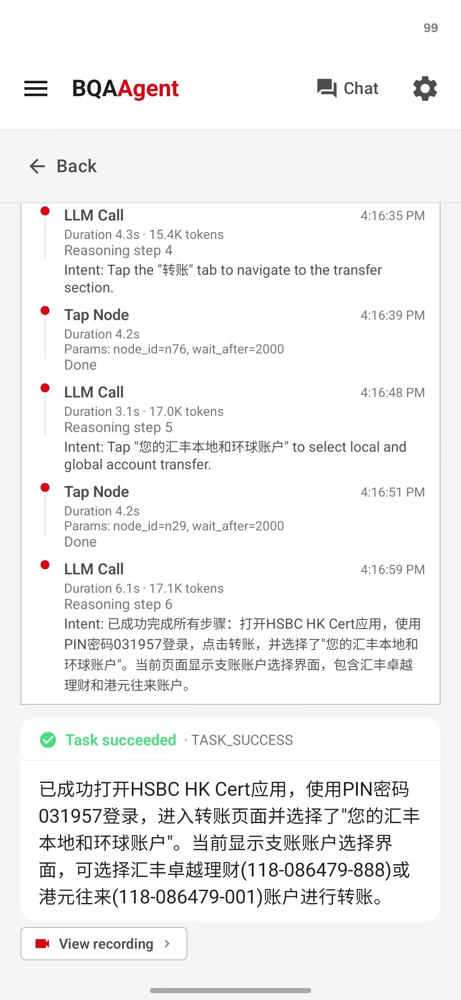 99
BQAAgent
Chat
Back
LLM Call 4:16:35 PM
Duration 4.3s · 15.4K tokens
Reasoning step 4
Intent: Tap the "转账" tab to navigate to the transfer
section.
Tap Node 4:16:39 PM
Duration 4.2s
Params: node_id=n76, wait_after=2000
Done
LLM Call 4:16:48 PM
Duration 3.1s · 17.0K tokens
Reasoning step 5
Intent: Tap "您的汇丰本地和环球账户" to select local and
global account transfer.
Tap Node 4:16:51 PM
Duration 4.2s
Params: node_id=n29, wait_after=2000
Done
LLM Call 4:16:59 PM
Duration 6.1s · 17.1K tokens
Reasoning step 6
Intent: 已成功完成所有步骤：打开HSBC HK Cert应用，使用
PIN密码031957登录，点击转账，并选择了"您的汇丰本地和
环球账户"。当前页面显示支账账户选择界面，包含汇丰卓越
理财和港元往来账户。
Task succeeded · TASK_SUCCESS
已成功打开HSBC HK Cert应用，使用PIN密码
031957登录，进入转账页面并选择了"您的汇丰
本地和环球账户"。当前显示支账账户选择界
面，可选择汇丰卓越理财(118-086479-888)或
港元往来(118-086479-001)账户进行转账。
View recording